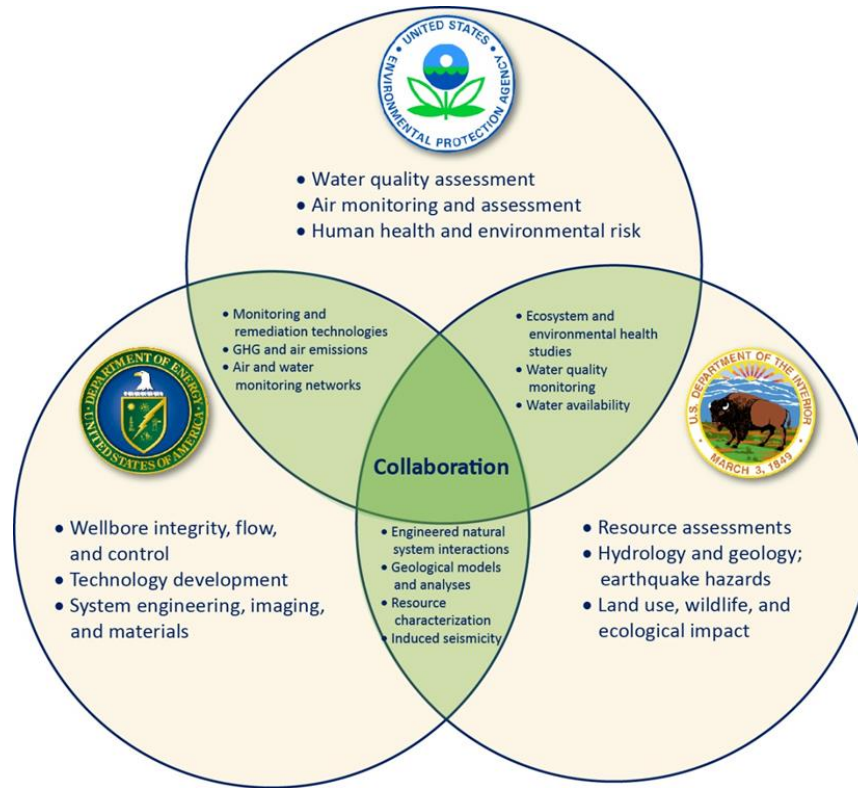 UNITED STATES
ENVIRONMENTAL PROTECTION AGENCY
• Water quality assessment
• Air monitoring and assessment
• Human health and environmental risk
• Monitoring and
remediation technologies
• GHG and air emissions
• Air and water
monitoring networks
• Ecosystem and
environmental health
studies
• Water quality
monitoring
• Water availability
DEPARTMENT OF ENERGY
UNITED STATES OF AMERICA
U.S. DEPARTMENT OF THE INTERIOR
MARCH 3, 1849
Collaboration
• Wellbore integrity, flow,
and control
• Technology development
• System engineering, imaging,
and materials
• Engineered natural
system interactions
• Geological models
and analyses
• Resource
characterization
• Induced seismicity
• Resource assessments
• Hydrology and geology;
earthquake hazards
• Land use, wildlife, and
ecological impact